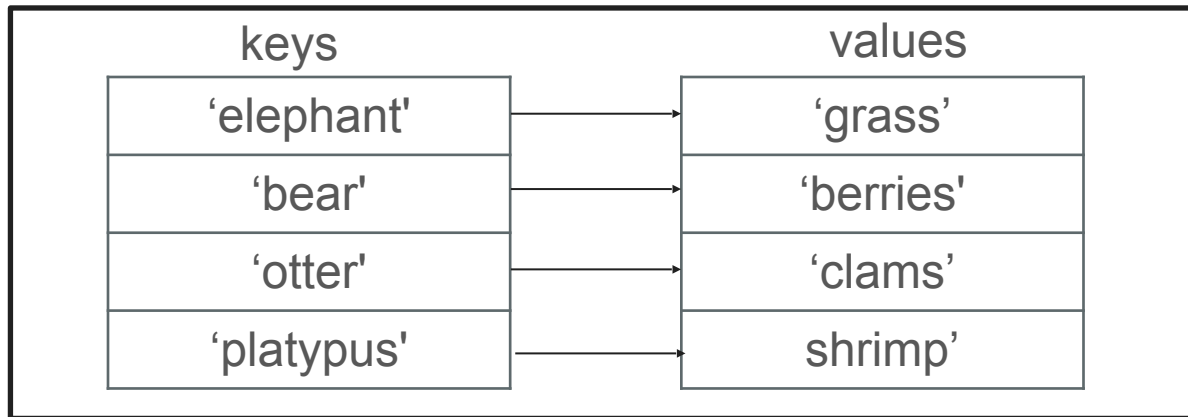 keys values
‘elephant' ‘grass’
‘bear' ‘berries'
‘otter' ‘clams’
‘platypus' shrimp’